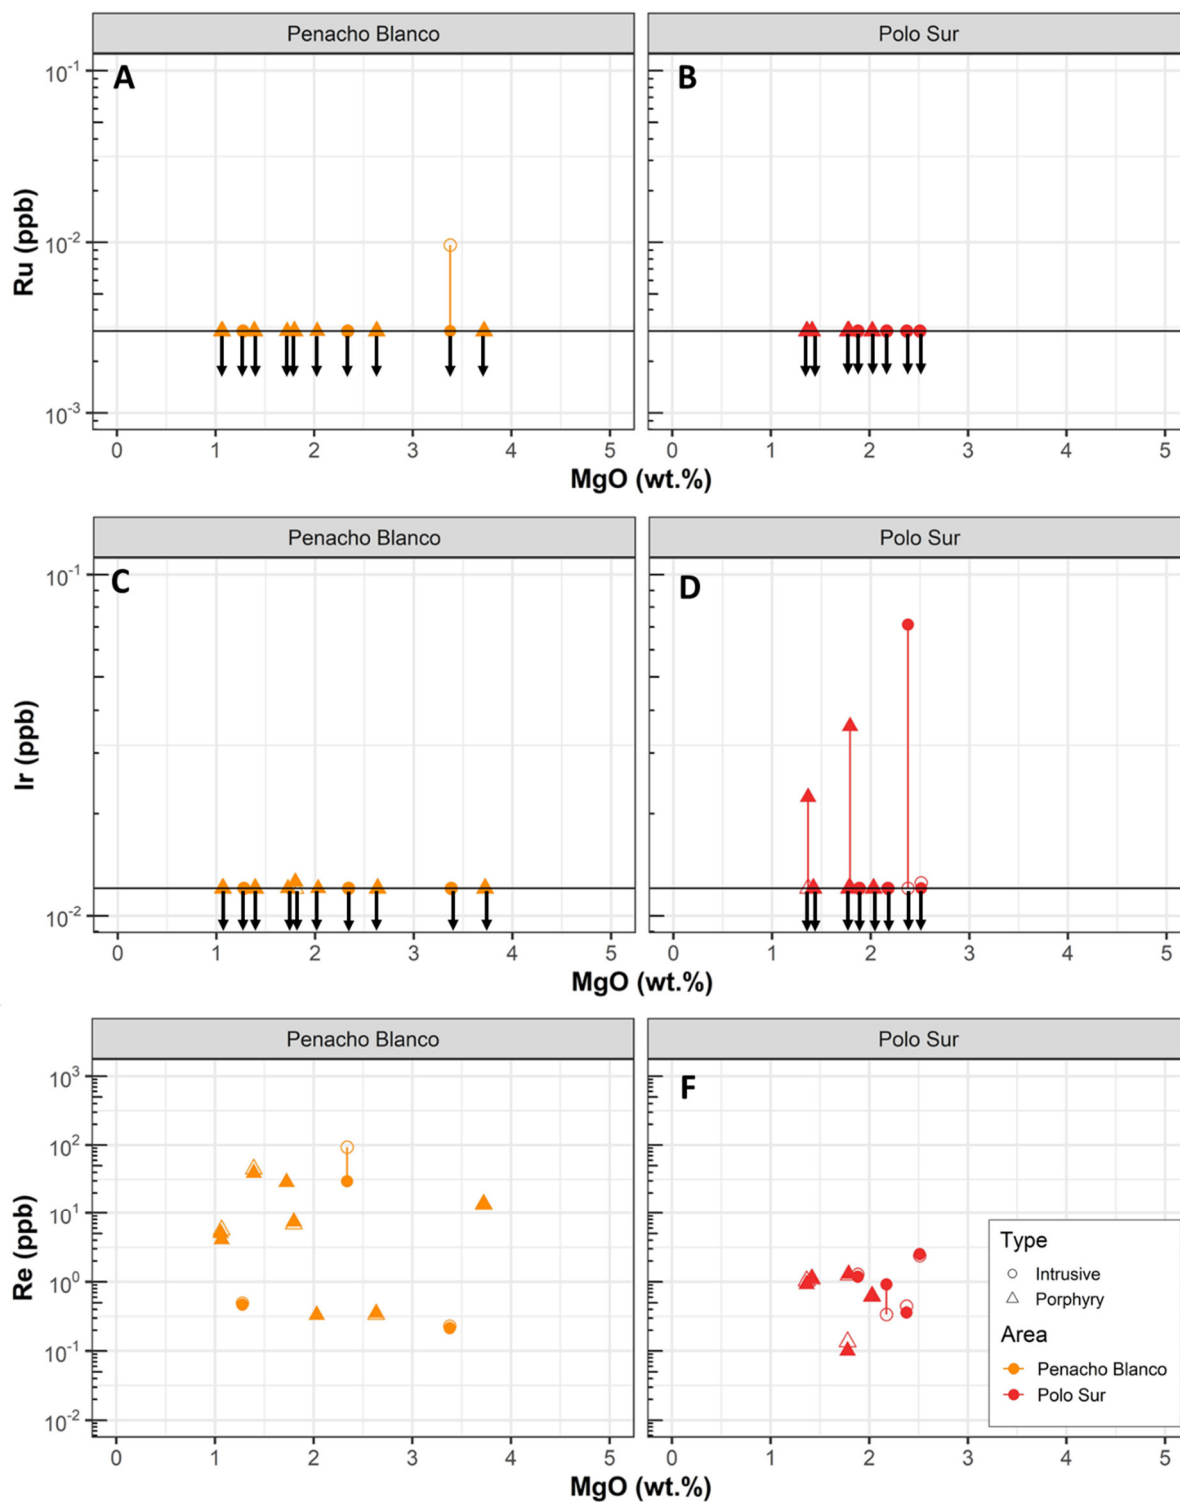 Penacho Blanco
Polo Sur
A
B
Ru (ppb)
10-1
10-2
10-3
0 1 2 3 4 5
0 1 2 3 4 5
MgO (wt.%)
Penacho Blanco
Polo Sur
C
D
Ir (ppb)
10-1
10-2
0 1 2 3 4 5
0 1 2 3 4 5
MgO (wt.%)
Penacho Blanco
Polo Sur
F
Re (ppb)
10³
10²
10¹
10⁰
10-1
10-2
Type
Intrusive
Porphyry
Area
Penacho Blanco
Polo Sur
0 1 2 3 4 5
0 1 2 3 4 5
MgO (wt.%)